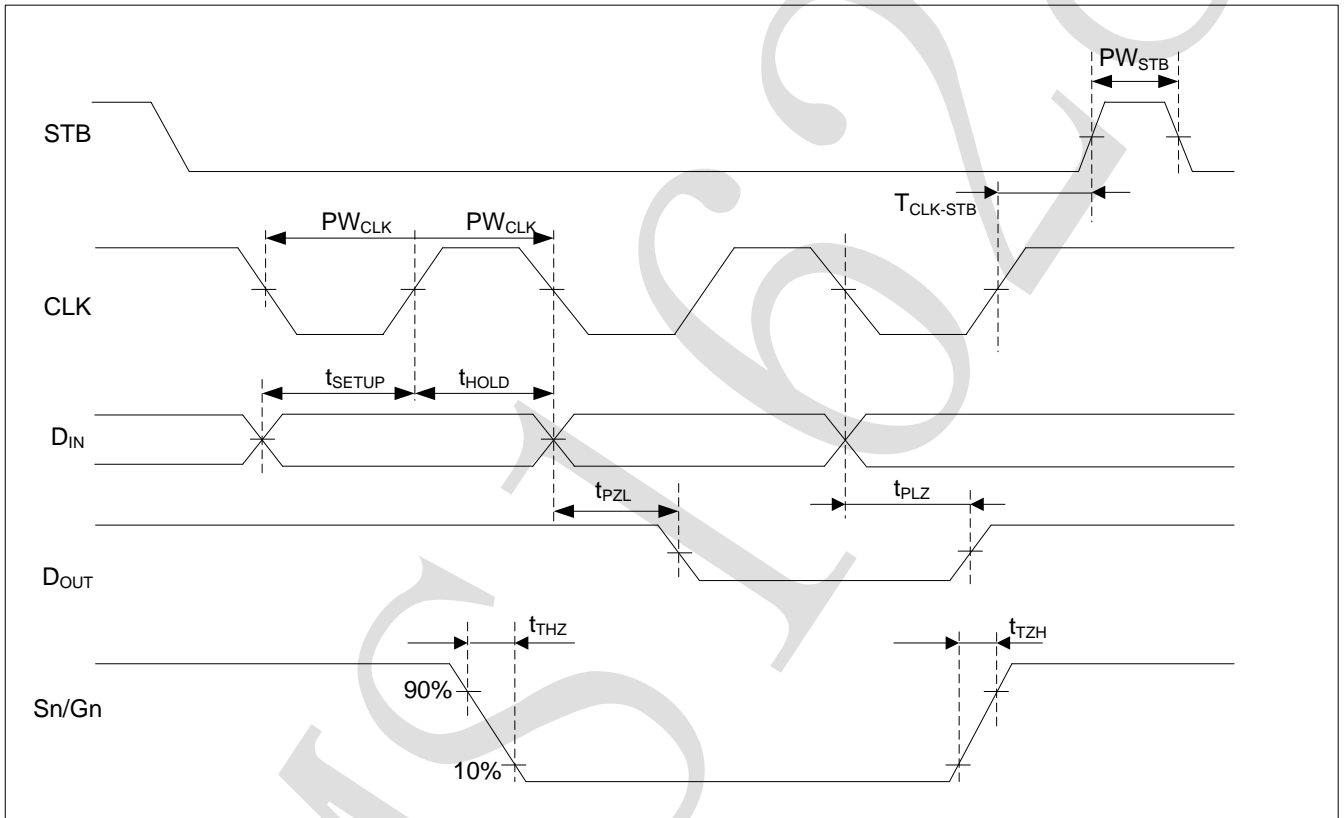 PW_STB
STB
T_CLK-STB
PW_CLK PW_CLK
CLK
t_SETUP t_HOLD
D_IN
t_PZL t_PLZ
D_OUT
t_THZ t_TZH
90%
Sn/Gn
10%